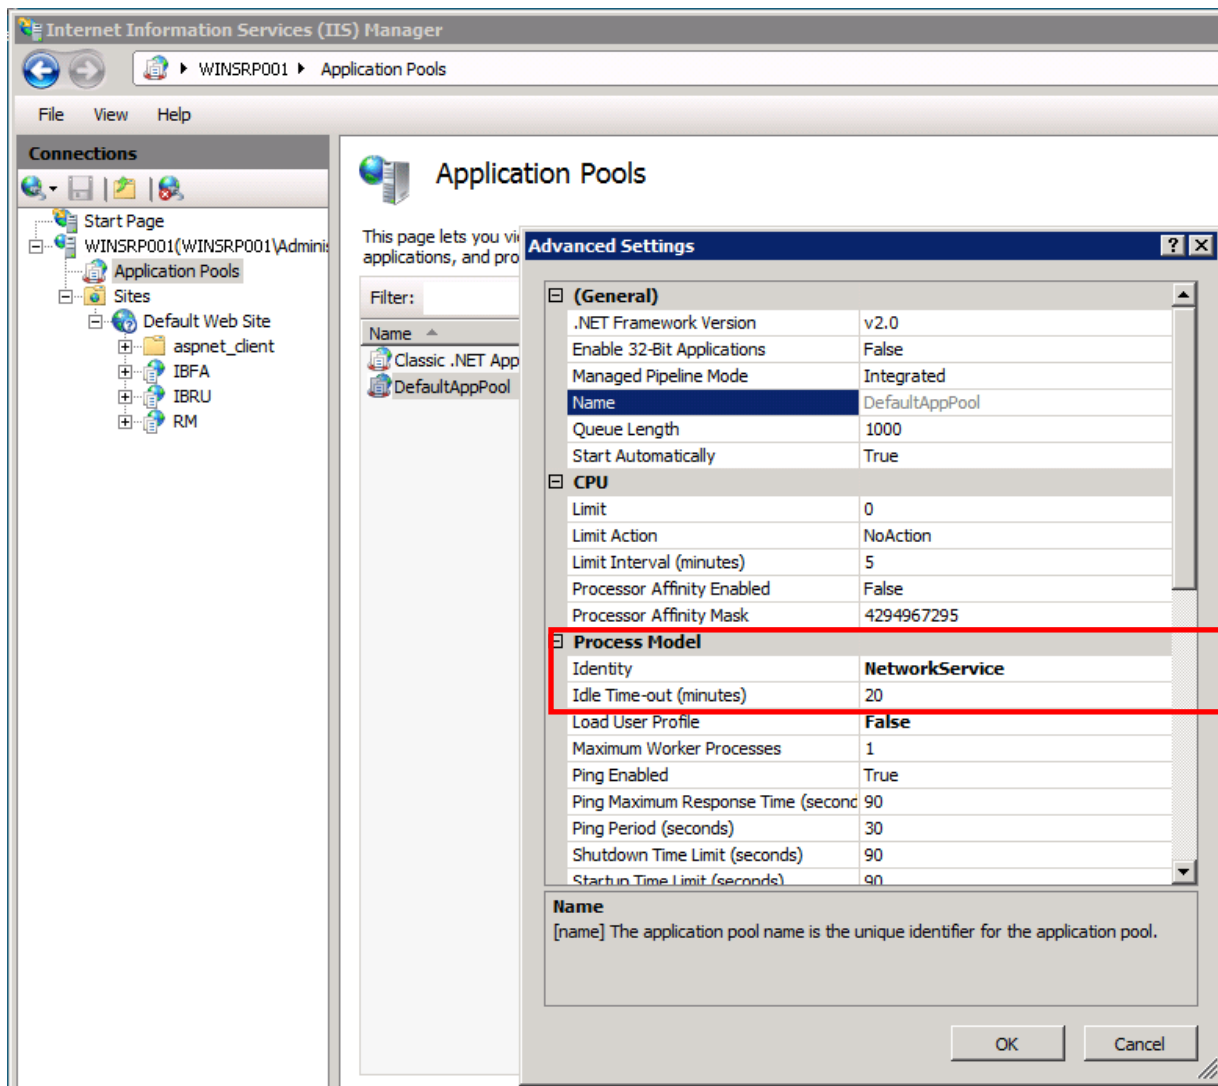 Internet Information Services (IIS) Manager
WINSRP001 Application Pools
File View Help
Connections
Start Page
WINSRP001(WINSRP001\Adminis
Application Pools
Sites
Default Web Site
aspnet_client
IBFA
IBRU
RM
Application Pools
This page lets you vi
applications, and pro
Filter:
Name
Classic .NET App
DefaultAppPool
Advanced Settings
(General)
.NET Framework Version v2.0
Enable 32-Bit Applications False
Managed Pipeline Mode Integrated
Name DefaultAppPool
Queue Length 1000
Start Automatically True
CPU
Limit 0
Limit Action NoAction
Limit Interval (minutes) 5
Processor Affinity Enabled False
Processor Affinity Mask 4294967295
Process Model
Identity NetworkService
Idle Time-out (minutes) 20
Load User Profile False
Maximum Worker Processes 1
Ping Enabled True
Ping Maximum Response Time (second 90
Ping Period (seconds) 30
Shutdown Time Limit (seconds) 90
Startup Time Limit (seconds) 90
Name
[name] The application pool name is the unique identifier for the application pool.
OK Cancel